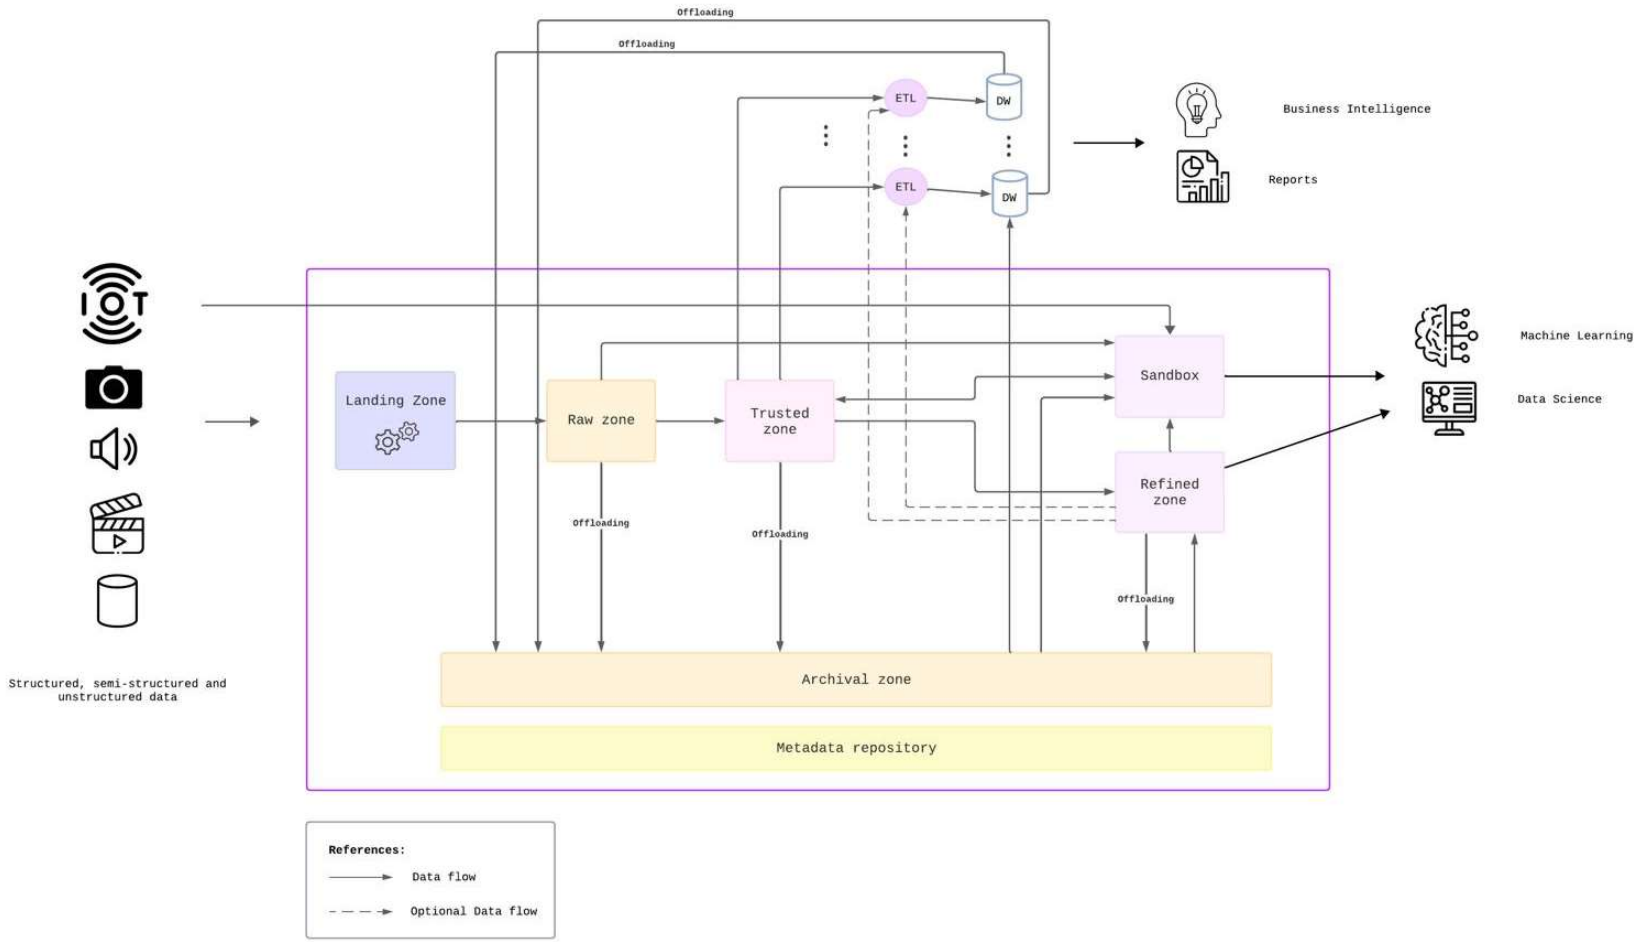 Offloading
Offloading
ETL
DW
Business Intelligence
ETL
DW
Reports
I T
Landing Zone
Raw zone
Trusted
zone
Sandbox
Refined
zone
Machine Learning
Data Science
Offloading
Offloading
Offloading
Structured, semi-structured and
unstructured data
Archival zone
Metadata repository
References:
Data flow
Optional Data flow